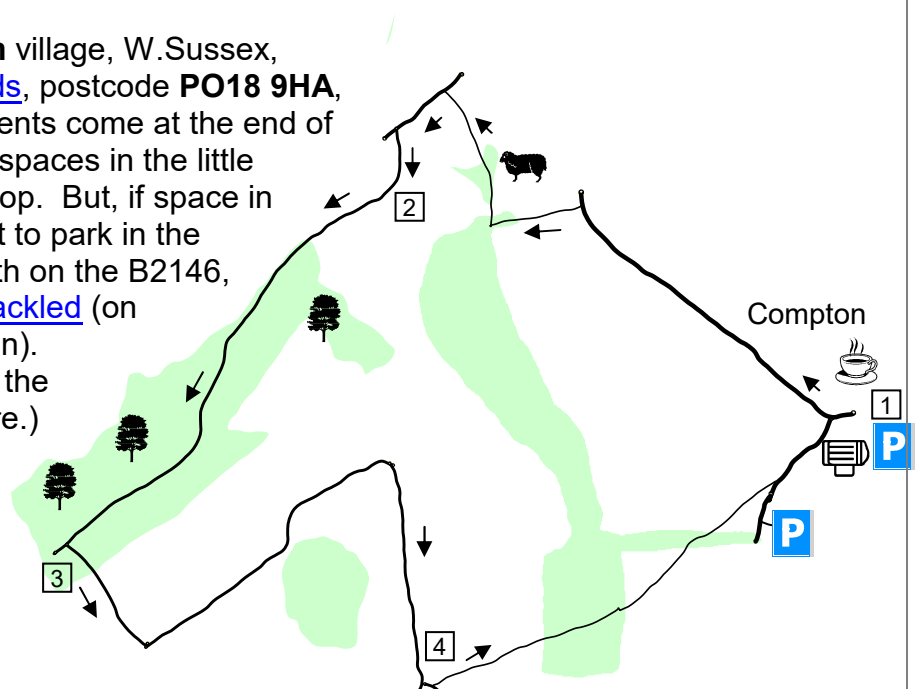 village, W.Sussex,
ds, postcode PO18 9HA,
ents come at the end of
spaces in the little
op. But, if space in
t to park in the
th on the B2146,
ackled (on
n).
the
re.)
2
Compton
1
P
P
3
4